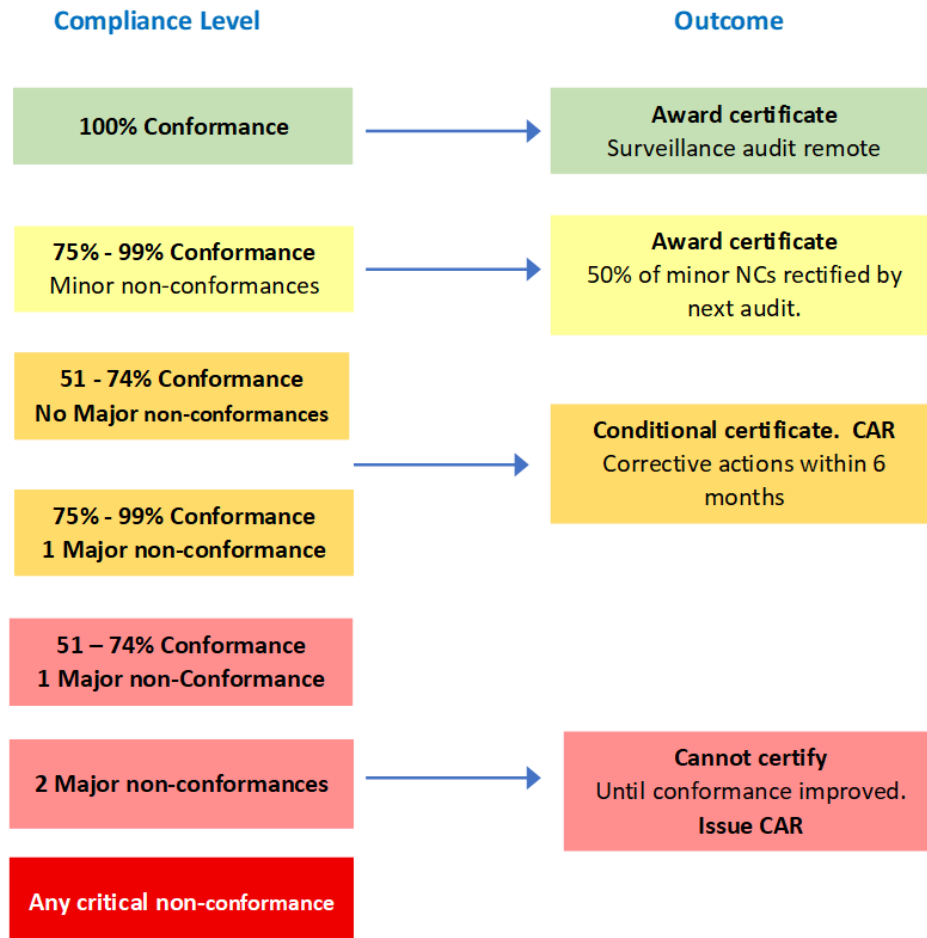 Compliance Level
Outcome
100% Conformance
Award certificate
Surveillance audit remote
75% - 99% Conformance
Minor non-conformances
Award certificate
50% of minor NCs rectified by
next audit.
51 - 74% Conformance
No Major non-conformances
75% - 99% Conformance
1 Major non-conformance
Conditional certificate.  CAR
Corrective actions within 6
months
51 – 74% Conformance
1 Major non-Conformance
2 Major non-conformances
Any critical non-conformance
Cannot certify
Until conformance improved.
Issue CAR